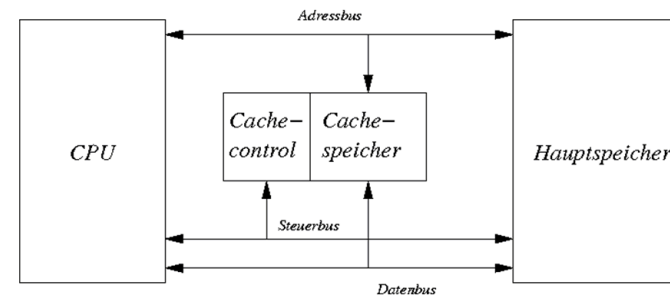 Adressbus
Cache-
control
Cache-
speicher
CPU
Hauptspeicher
Steuerbus
Datenbus